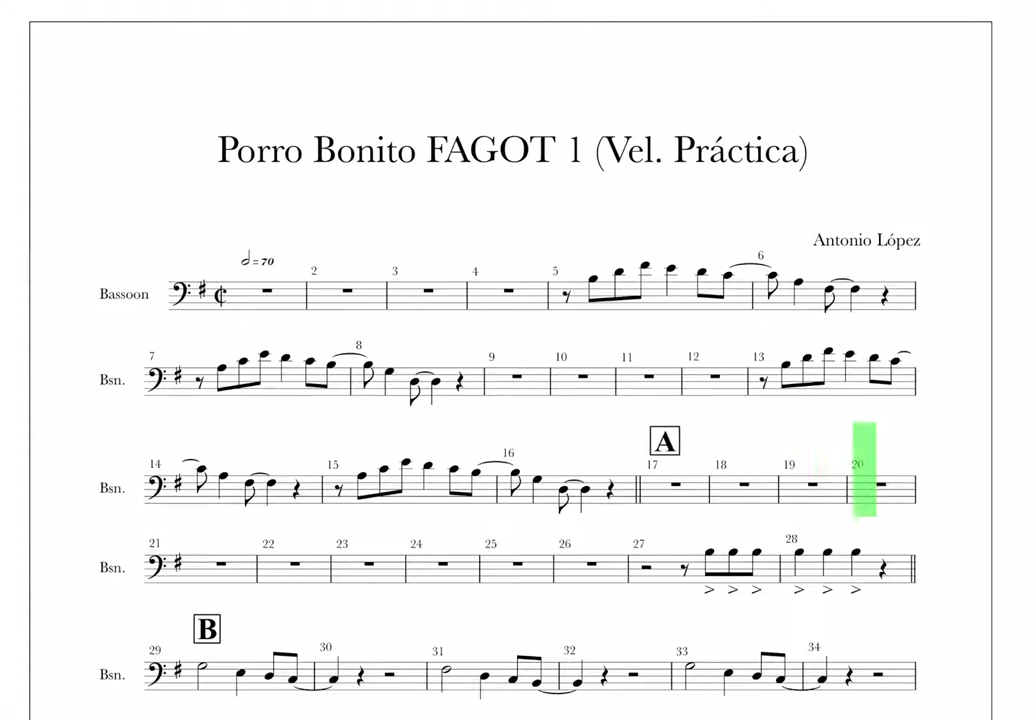 Porro Bonito FAGOT 1 (Vel. Práctica)
Antonio López
= 70
Bassoon
2 3 4 5 6
Bsn.
7 8 9 10 11 12 13
A
Bsn.
14 15 16 17 18 19 20
Bsn.
21 22 23 24 25 26 27 28
B
Bsn.
29 30 31 32 33 34